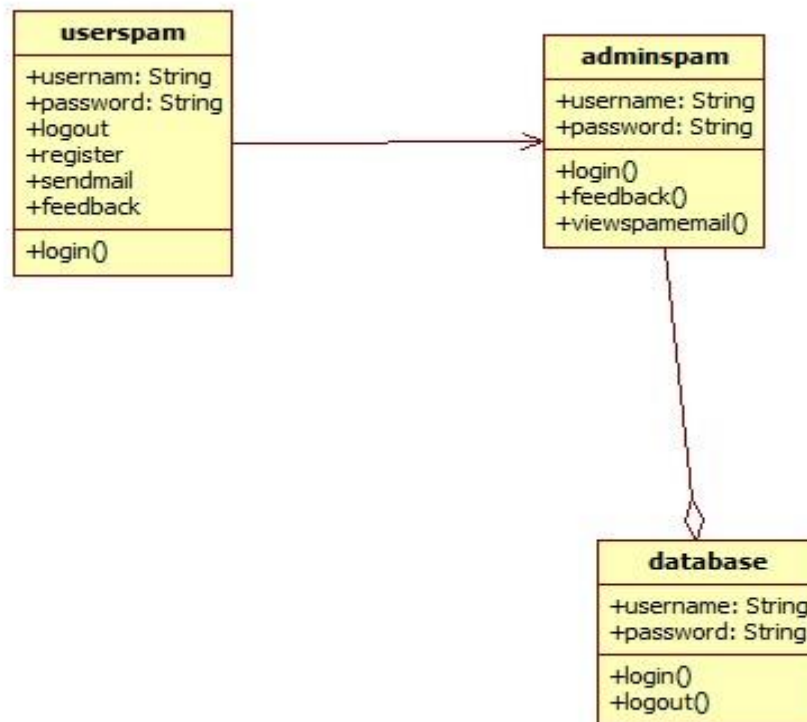 userspam
+usernam: String
+password: String
+logout
+register
+sendmail
+feedback
+login()
adminspam
+username: String
+password: String
+login()
+feedback()
+viewspamemail()
database
+username: String
+password: String
+login()
+logout()